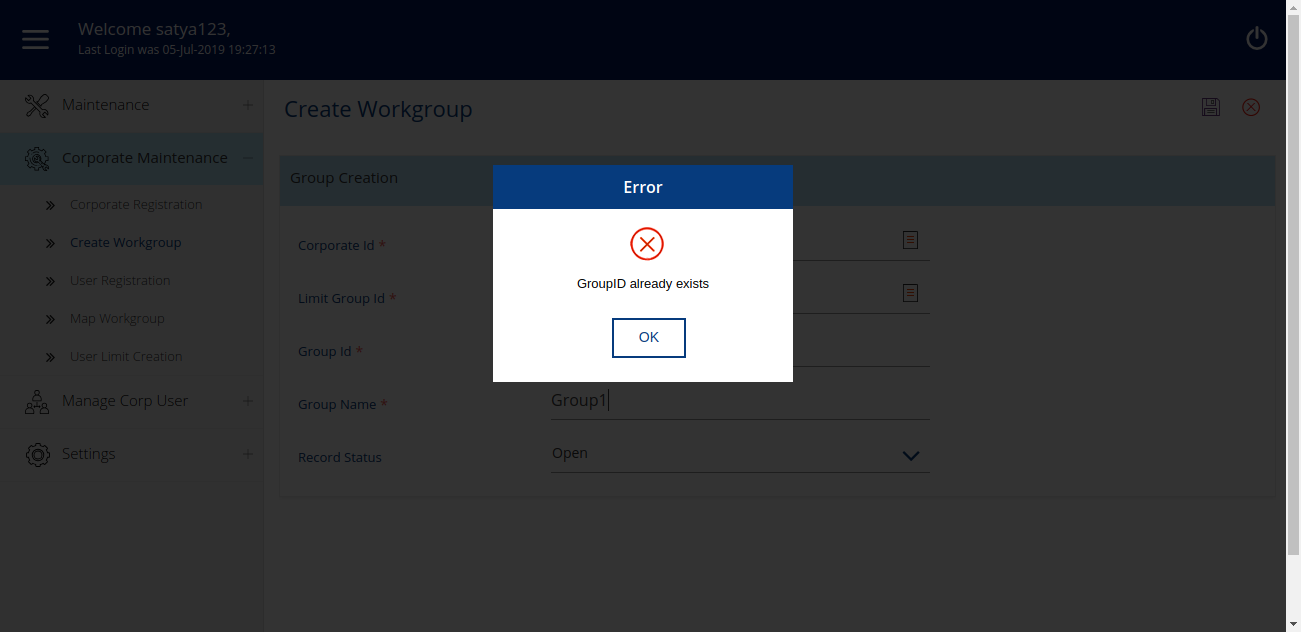 Welcome satya123,
Last Login was 05-Jul-2019 19:27:13
Maintenance +
Corporate Maintenance −
Corporate Registration
Create Workgroup
User Registration
Map Workgroup
User Limit Creation
Manage Corp User +
Settings +
Create Workgroup
Group Creation
Corporate Id *
Limit Group Id *
Group Id *
Group Name * Group1
Record Status Open
Error
GroupID already exists
OK